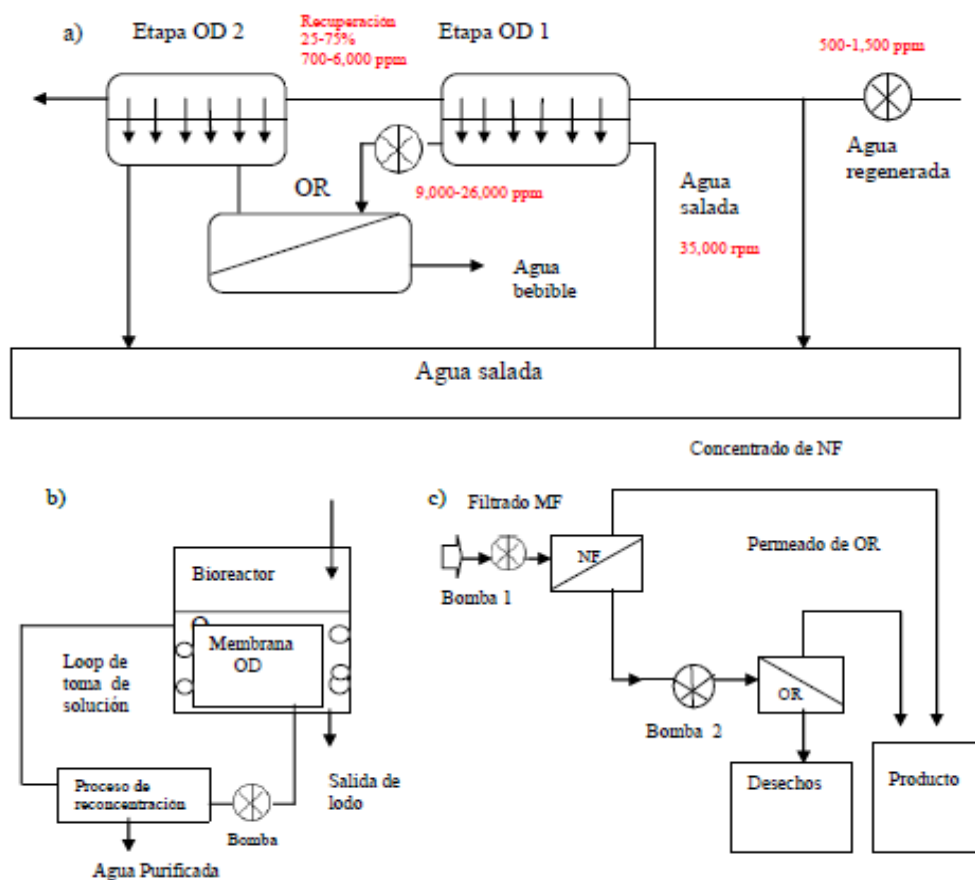 a)
Etapa OD 2
Recuperación
25-75%
700-6,000 ppm
Etapa OD 1
500-1,500 ppm
Agua
regenerada
OR
9,000-26,000 ppm
Agua
salada
35,000 rpm
Agua
bebible
Agua salada
Concentrado de NF
b)
Bioreactor
O
Membrana
OD
Loop de
toma de
solución
Proceso de
reconcentración
Bomba
Salida de
lodo
Agua Purificada
c)
Filtrado MF
NF
Bomba 1
Permeado de OR
OR
Bomba 2
Desechos
Producto